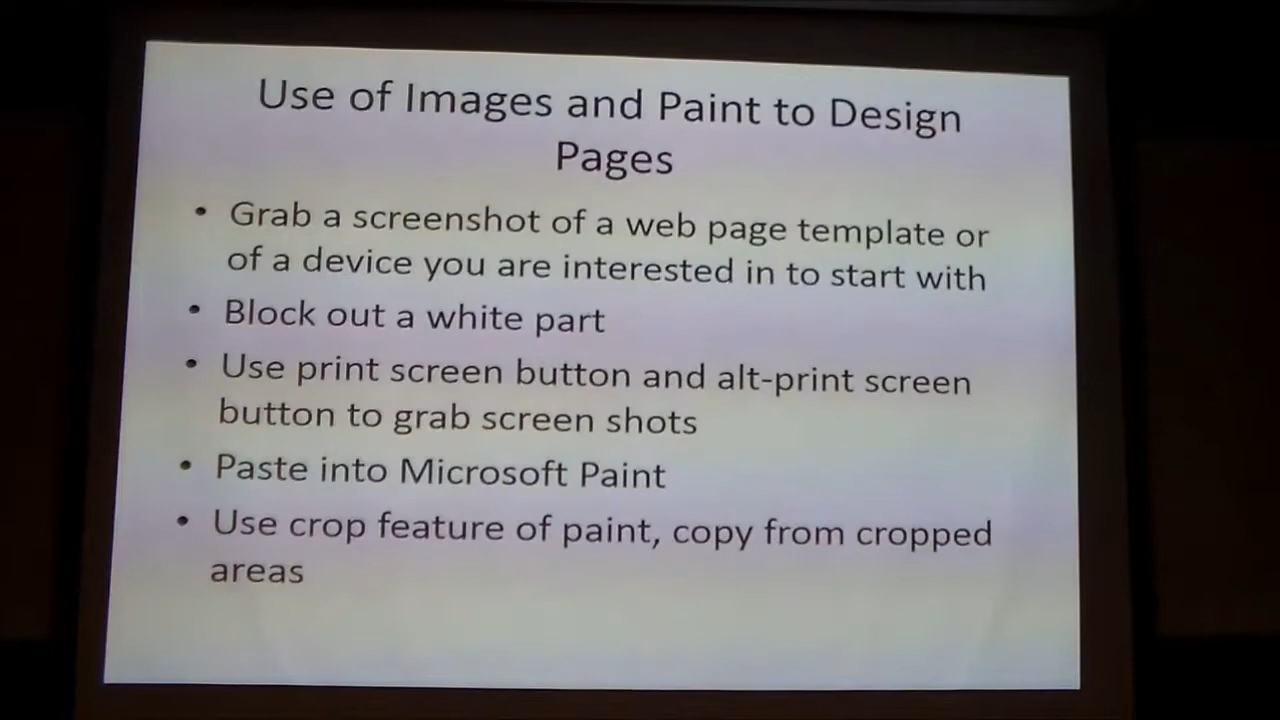 Use of Images and Paint to Design
Pages
• Grab a screenshot of a web page template or
of a device you are interested in to start with
• Block out a white part
• Use print screen button and alt-print screen
button to grab screen shots
• Paste into Microsoft Paint
• Use crop feature of paint, copy from cropped
areas